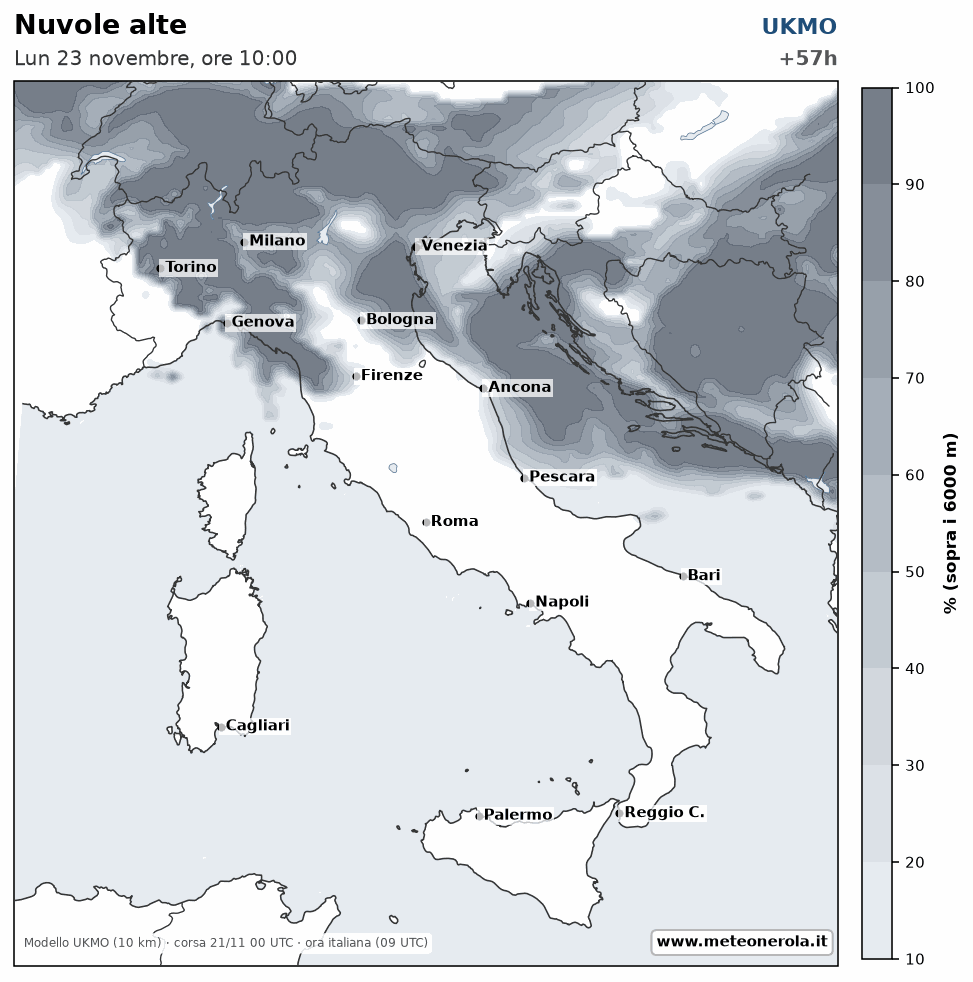 Nuvole alte
UKMO
Lun 23 novembre, ore 10:00
+57h
Milano
Venezia
Torino
Genova
Bologna
Firenze
Ancona
Pescara
Roma
Bari
Napoli
Cagliari
Palermo
Reggio C.
100
90
80
70
60
50
40
30
20
10
% (sopra i 6000 m)
Modello UKMO (10 km) · corsa 21/11 00 UTC · ora italiana (09 UTC)
www.meteonerola.it